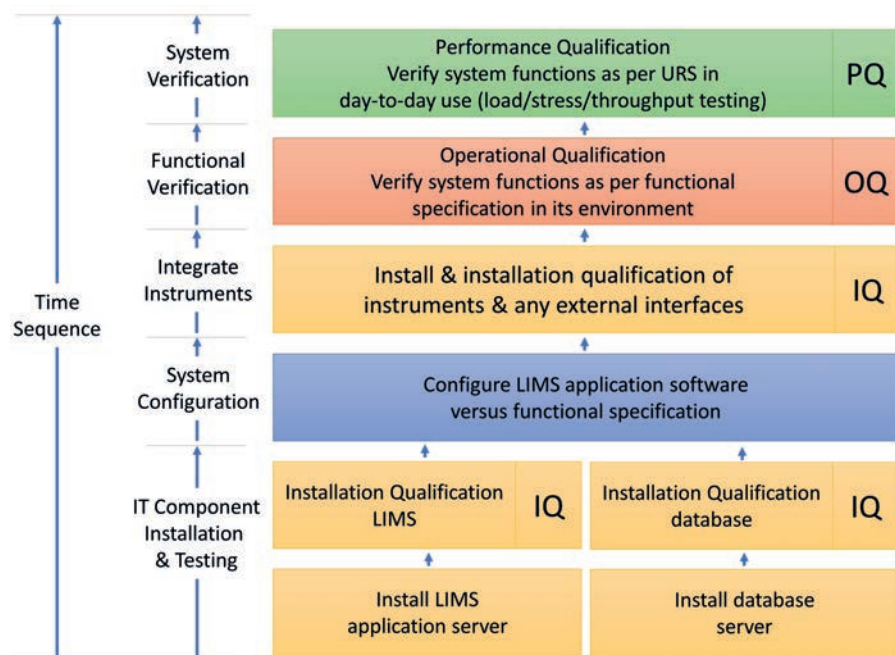 System
Verification
Performance Qualification
Verify system functions as per URS in
day-to-day use (load/stress/throughput testing)
PQ
Functional
Verification
Operational Qualification
Verify system functions as per functional
specification in its environment
OQ
Time
Sequence
Integrate
Instruments
Install & installation qualification of
instruments & any external interfaces
IQ
System
Configuration
Configure LIMS application software
versus functional specification
IT Component
Installation
& Testing
Installation Qualification
LIMS
IQ
Installation Qualification
database
IQ
Install LIMS
application server
Install database
server